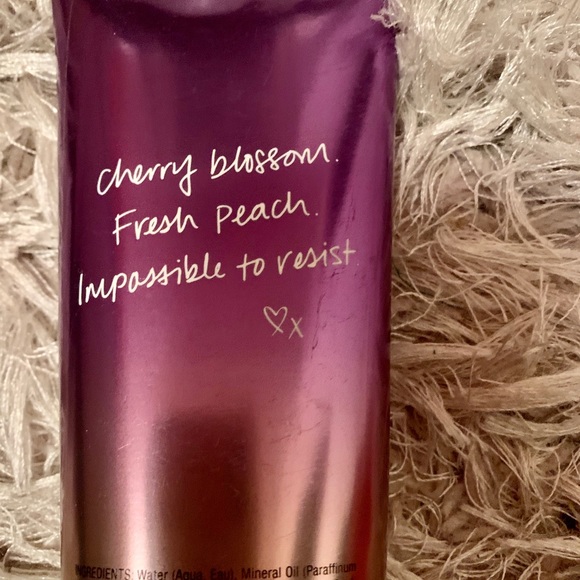 cherry blossom.
Fresh Peach.
Impossible to resist.
♡x
INGREDIENTS: Water (Aqua, Eau), Mineral Oil (Paraffinum